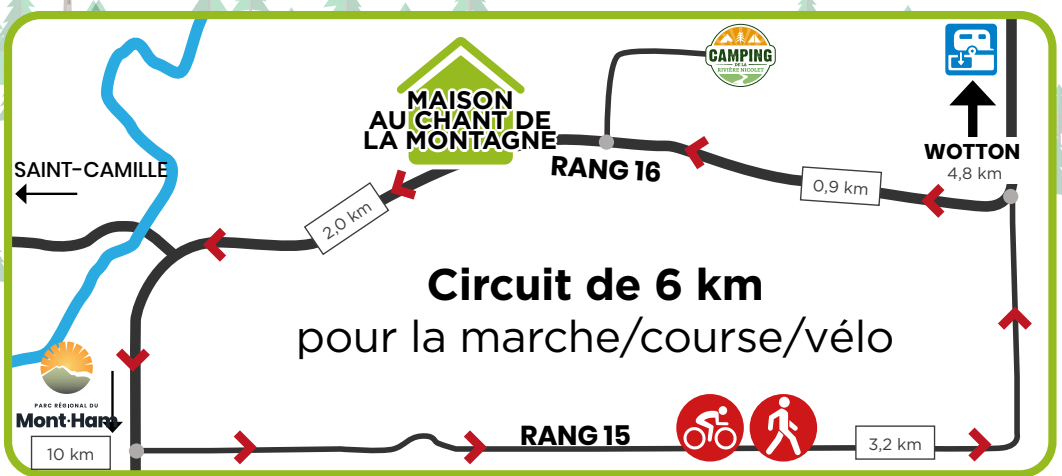 CAMPING
DE LA
RIVIÈRE NICOLET
MAISON
AU CHANT DE
LA MONTAGNE
RANG 16
WOTTON
4,8 km
SAINT-CAMILLE
0,9 km
2,0 km
Circuit de 6 km
pour la marche/course/vélo
PARC RÉGIONAL DU
Mont-Ham
10 km
RANG 15
3,2 km